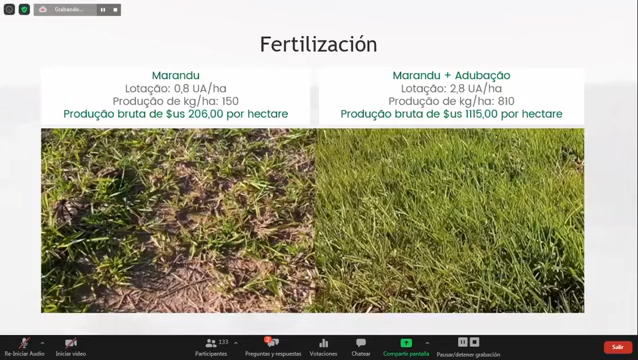 Grabando...
Fertilización
Marandu
Lotação: 0,8 UA/ha
Produção de kg/ha: 150
Produção bruta de $us 206,00 por hectare
Marandu + Adubação
Lotação: 2,8 UA/ha
Produção de kg/ha: 810
Produção bruta de $us 1115,00 por hectare
133
Re-Iniciar Audio
Iniciar video
Participantes
Preguntas y respuestas
Votaciones
Chatear
Compartir pantalla
Pausar/detener grabación
Salir